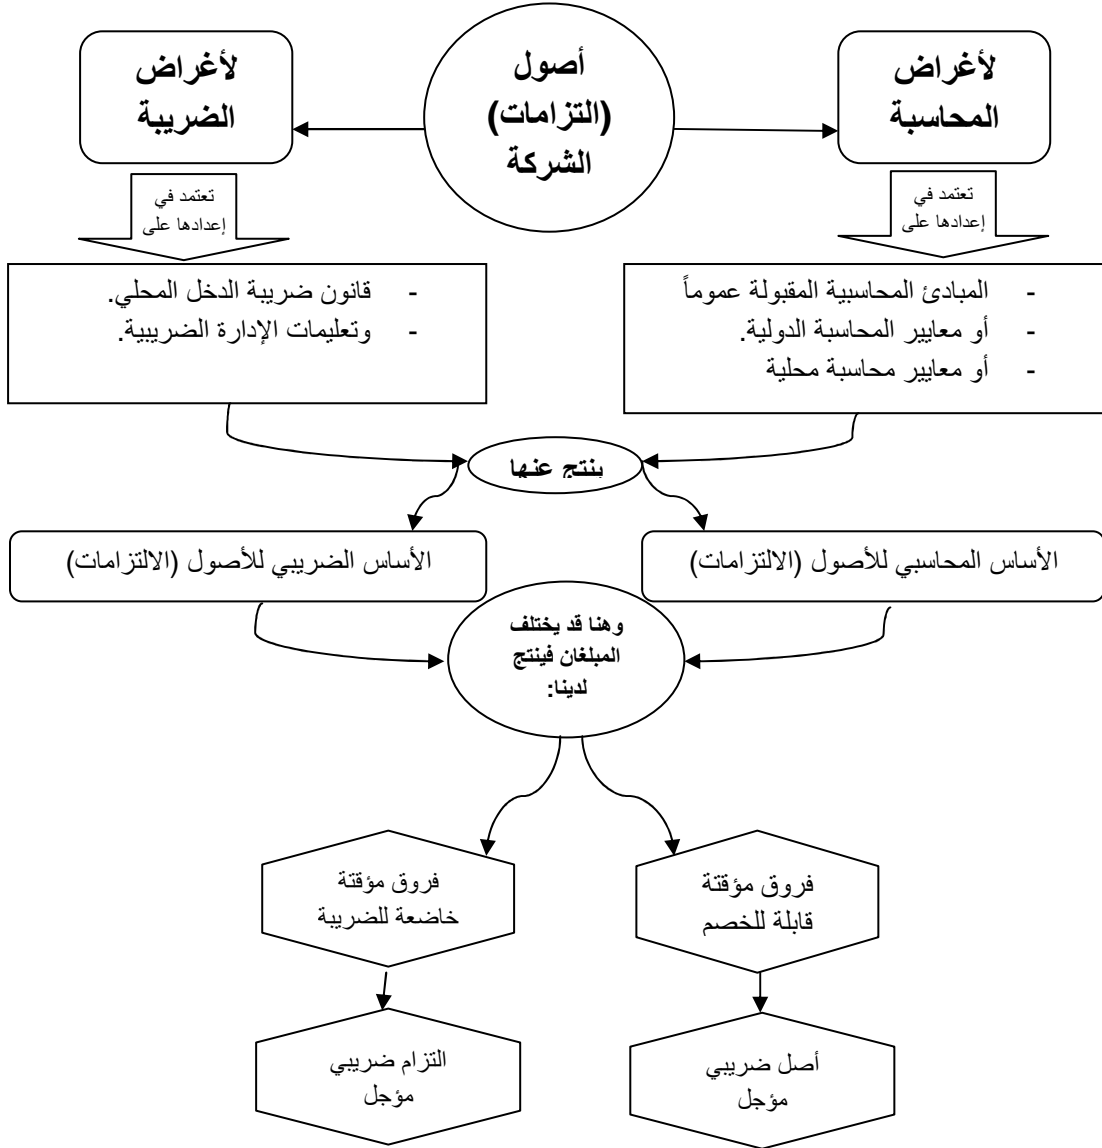 أصول
(التزامات)
الشركة
لأغراض
المحاسبة
لأغراض
الضريبة
تعتمد في
إعدادها على
تعتمد في
إعدادها على
- المبادئ المحاسبية المقبولة عموماً
- أو معايير المحاسبة الدولية.
- أو معايير محاسبة محلية
- قانون ضريبة الدخل المحلي.
- وتعليمات الإدارة الضريبية.
ينتج عنها
الأساس المحاسبي للأصول (الالتزامات)
الأساس الضريبي للأصول (الالتزامات)
وهنا قد يختلف
المبلغان فينتج
لدينا:
فروق مؤقتة
قابلة للخصم
فروق مؤقتة
خاضعة للضريبة
أصل ضريبي
مؤجل
التزام ضريبي
مؤجل